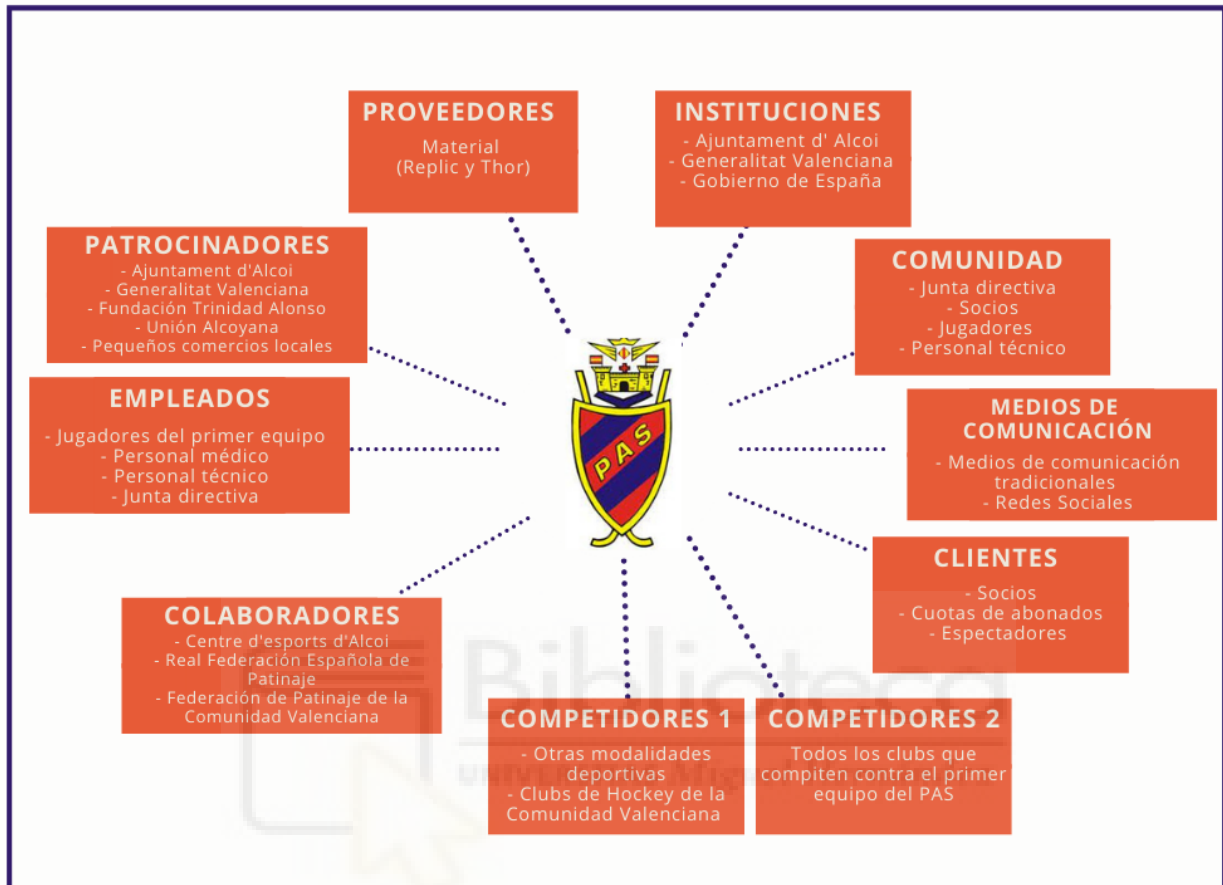 PROVEEDORES
Material
(Replic y Thor)
INSTITUCIONES
- Ajuntament d' Alcoi
- Generalitat Valenciana
- Gobierno de España
PATROCINADORES
- Ajuntament d'Alcoi
- Generalitat Valenciana
- Fundación Trinidad Alonso
- Unión Alcoyana
- Pequeños comercios locales
COMUNIDAD
- Junta directiva
- Socios
- Jugadores
- Personal técnico
EMPLEADOS
- Jugadores del primer equipo
- Personal médico
- Personal técnico
- Junta directiva
PAS
MEDIOS DE
COMUNICACIÓN
- Medios de comunicación
tradicionales
- Redes Sociales
CLIENTES
- Socios
- Cuotas de abonados
- Espectadores
COLABORADORES
- Centre d'esports d'Alcoi
- Real Federación Española de
Patinaje
- Federación de Patinaje de la
Comunidad Valenciana
Biblioteca
COMPETIDORES 1
- Otras modalidades
deportivas
- Clubs de Hockey de la
Comunidad Valenciana
COMPETIDORES 2
Todos los clubs que
compiten contra el primer
equipo del PAS